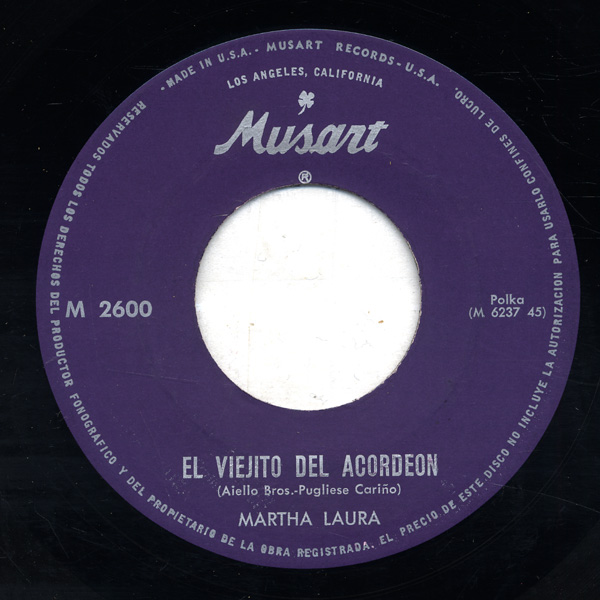 · MADE IN U.S.A. · MUSART RECORDS - U.S.A.
LOS ANGELES, CALIFORNIA
Musart
®
M 2600
Polka
(M 6237 45)
EL VIEJITO DEL ACORDEON
(Aiello Bros.-Pugliese Cariño)
MARTHA LAURA
RESERVADOS TODOS LOS DERECHOS DEL PRODUCTOR FONOGRAFICO Y DEL PROPIETARIO DE LA OBRA REGISTRADA. EL PRECIO DE ESTE DISCO NO INCLUYE LA AUTORIZACION PARA USARLO CONFINES DE LUCRO.